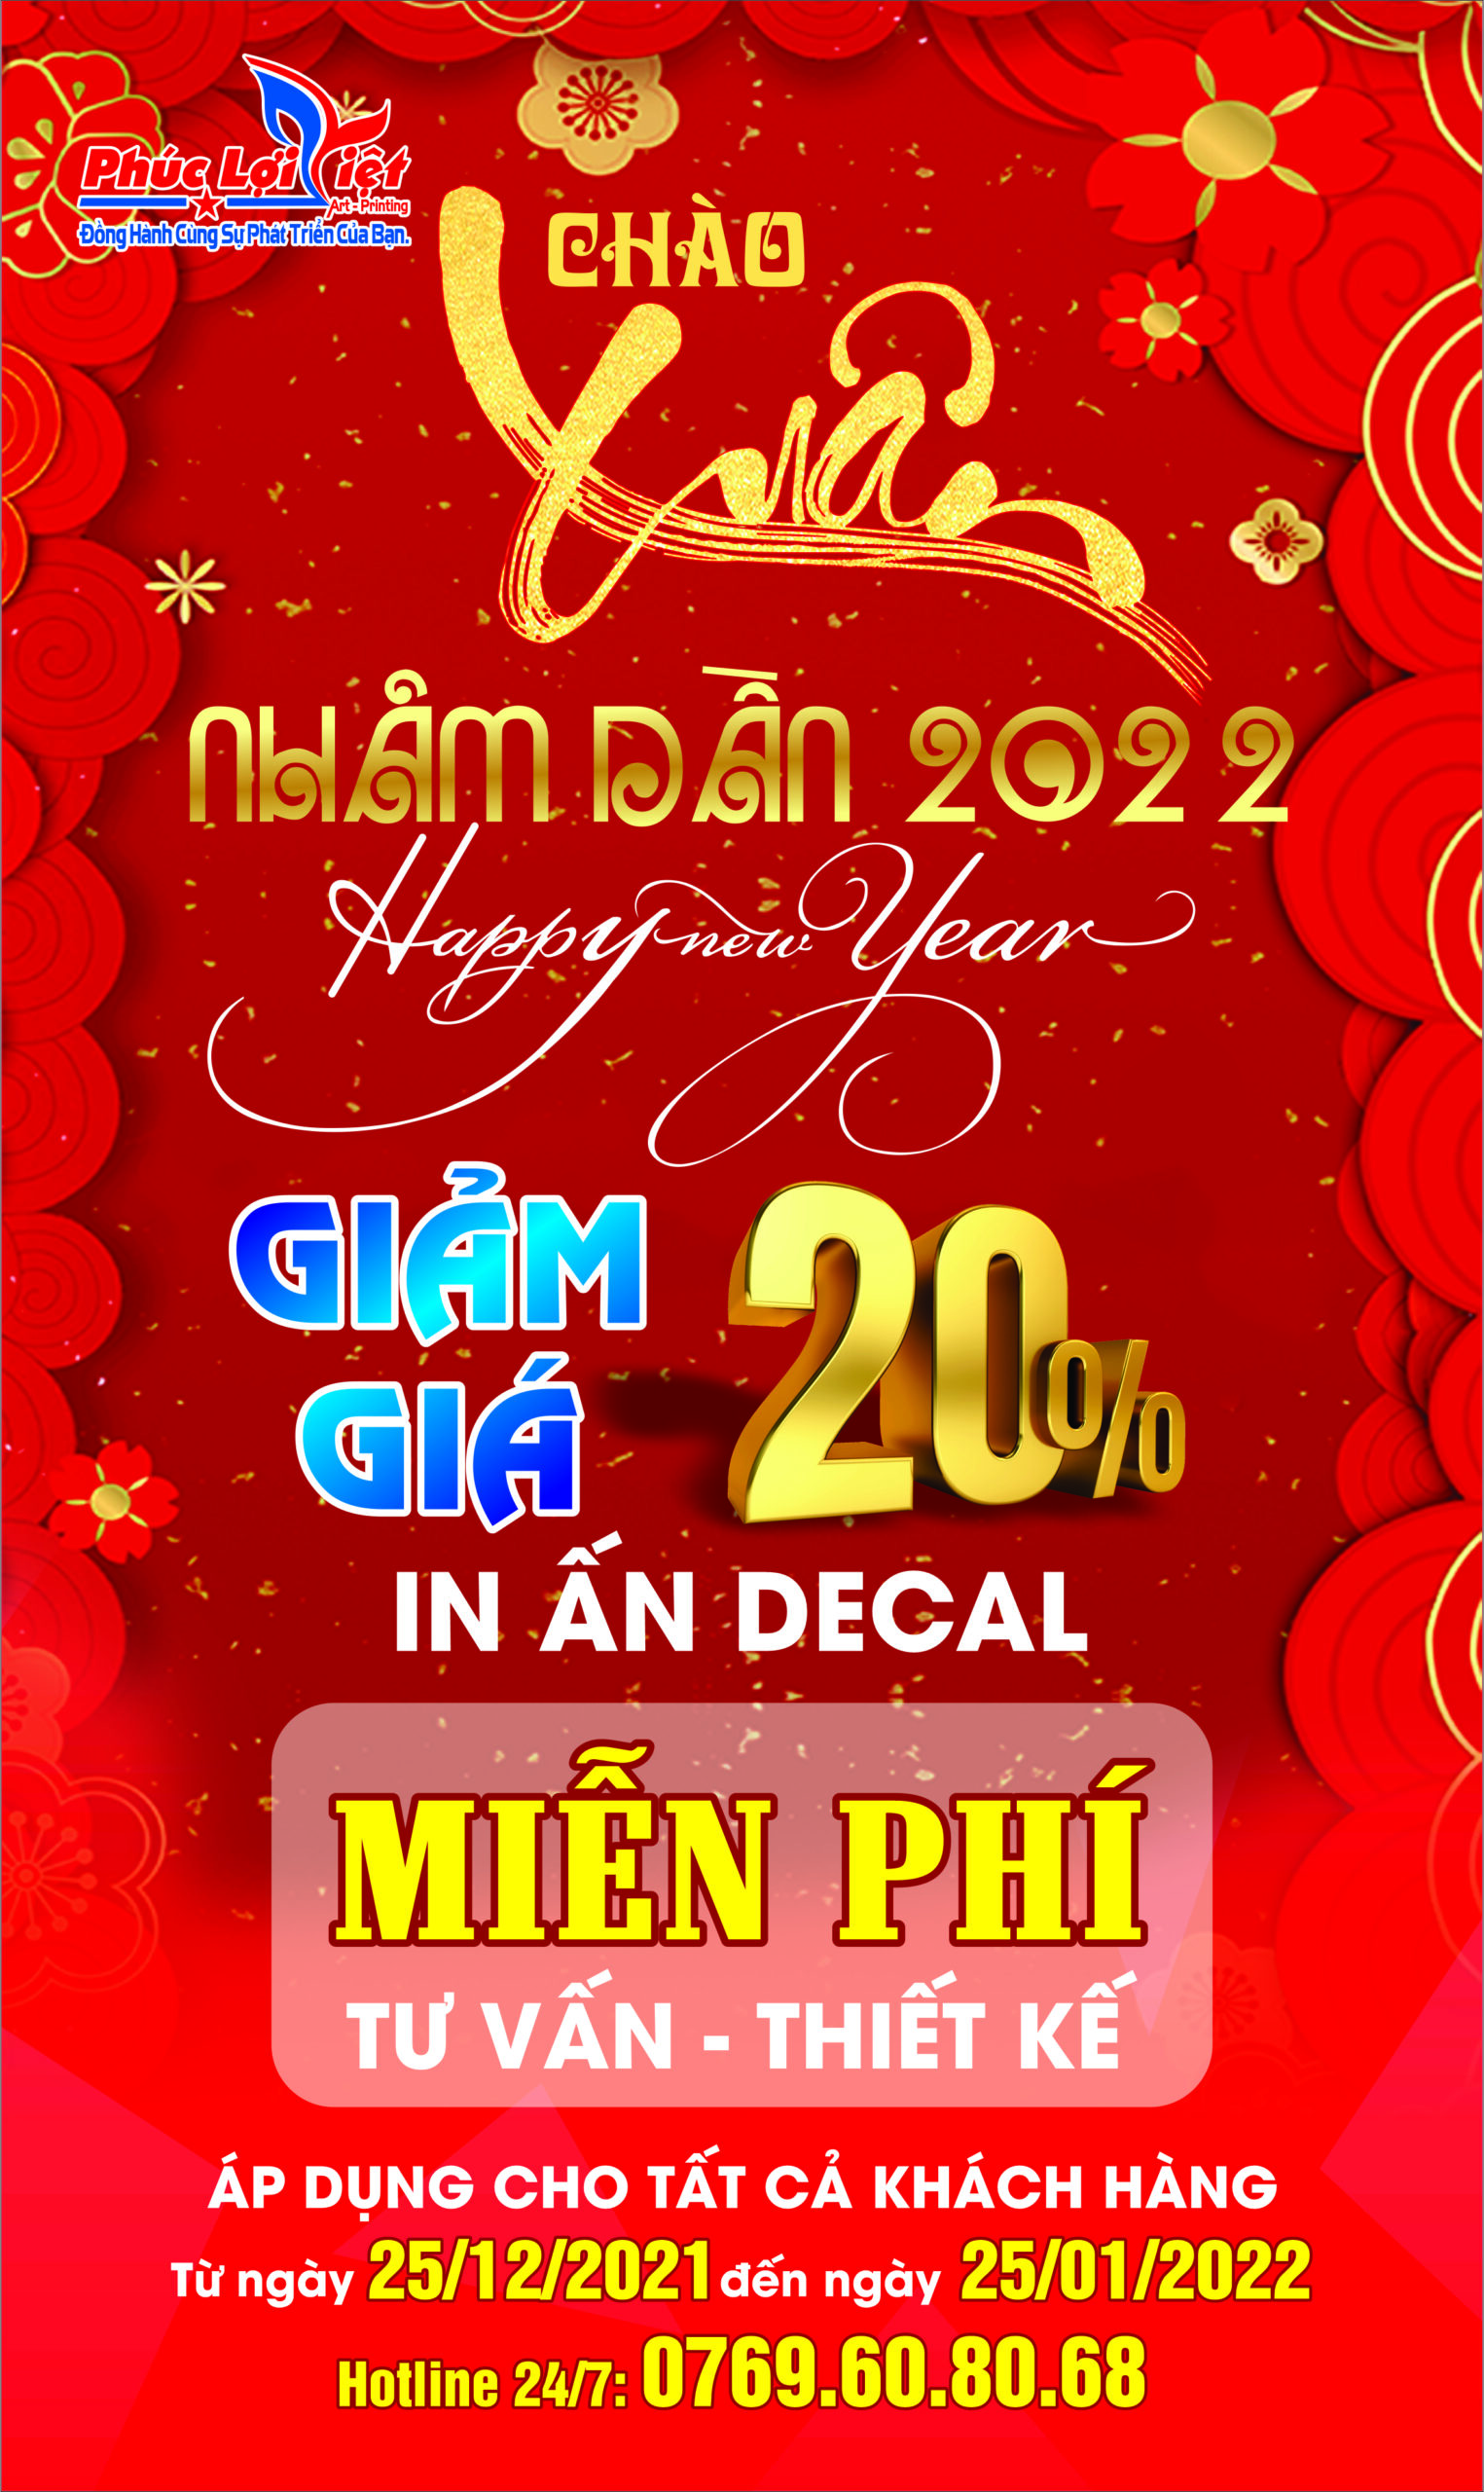 Phúc Lợi Việt
Art - Printing
Đồng Hành Cùng Sự Phát Triển Của Bạn.
CHÀO
Xuân
NHẢM DẦN 2022
Happy new Year
GIẢM
GIÁ
20%
IN ẤN DECAL
MIỄN PHÍ
TƯ VẤN - THIẾT KẾ
ÁP DỤNG CHO TẤT CẢ KHÁCH HÀNG
Từ ngày 25/12/2021 đến ngày 25/01/2022
Hotline 24/7: 0769.60.80.68